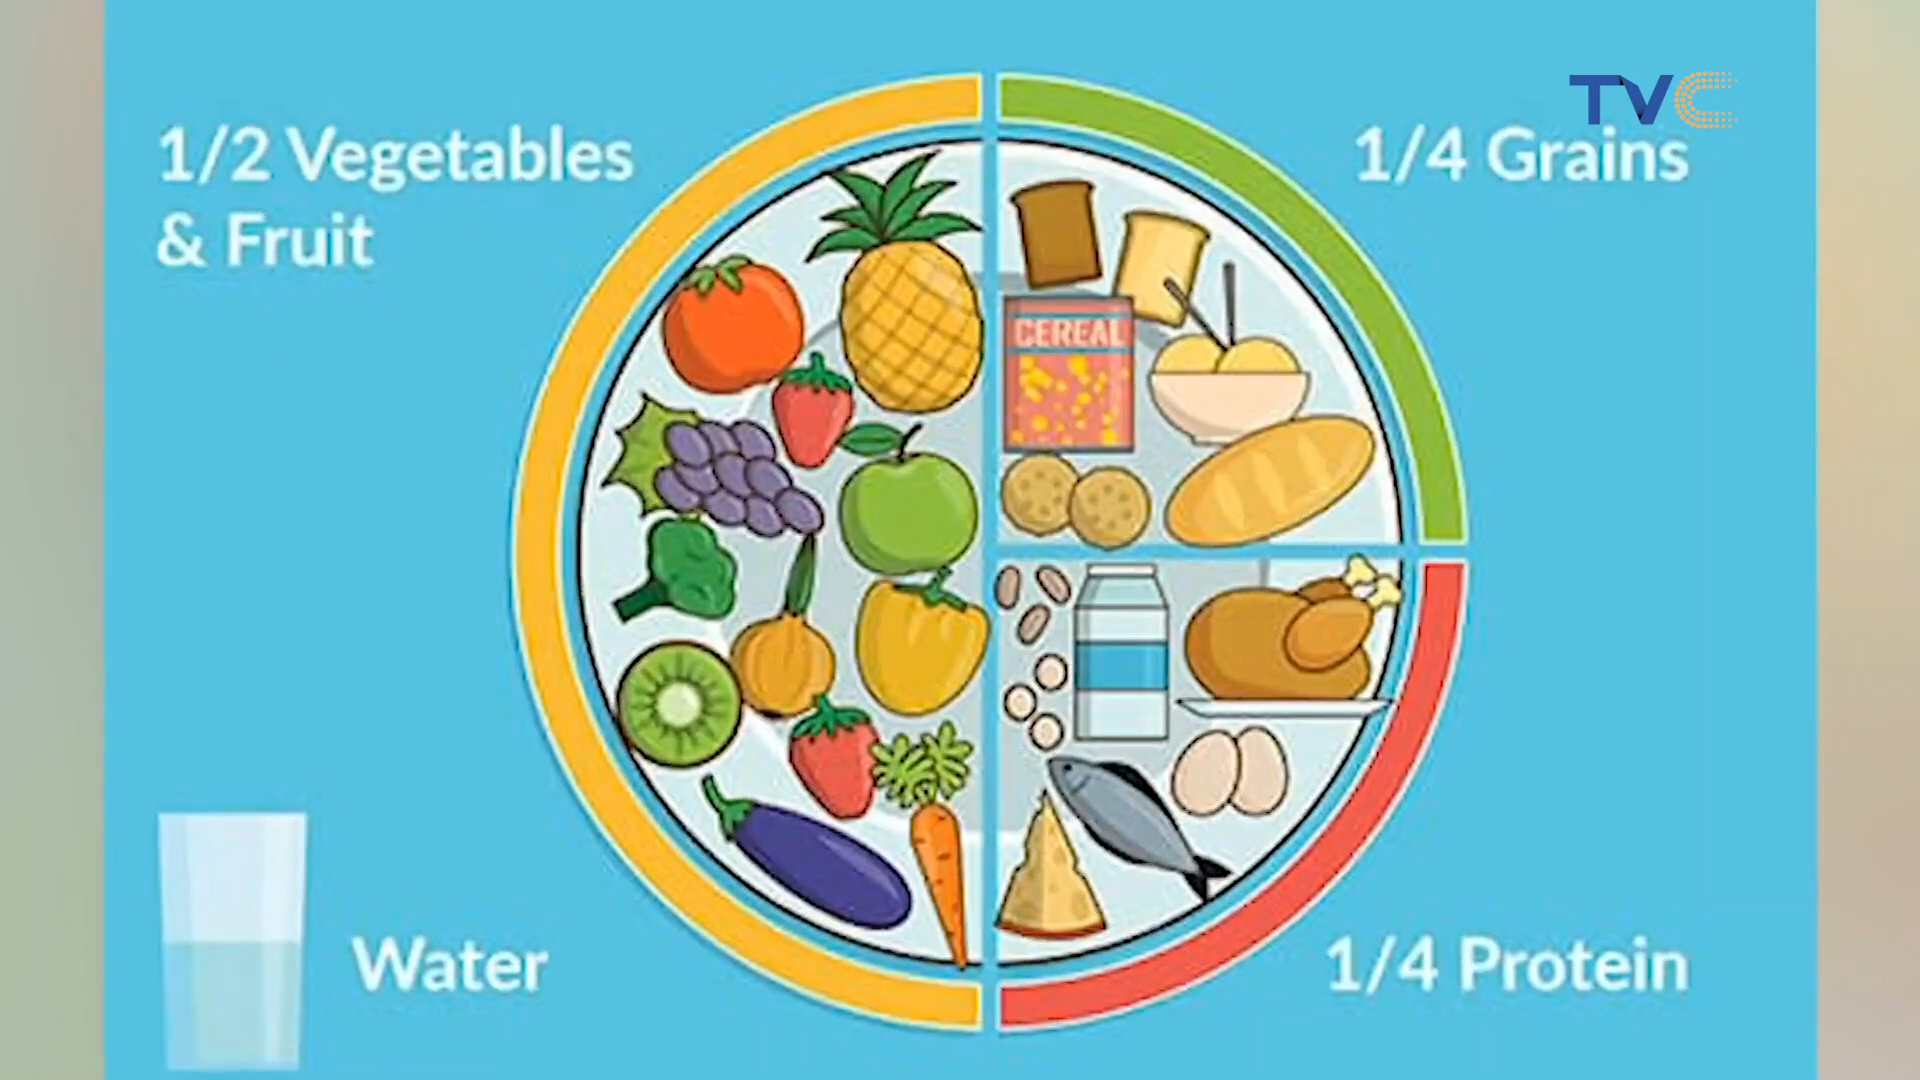 TVC
1/2 Vegetables
& Fruit
1/4 Grains
CEREAL
Water
1/4 Protein